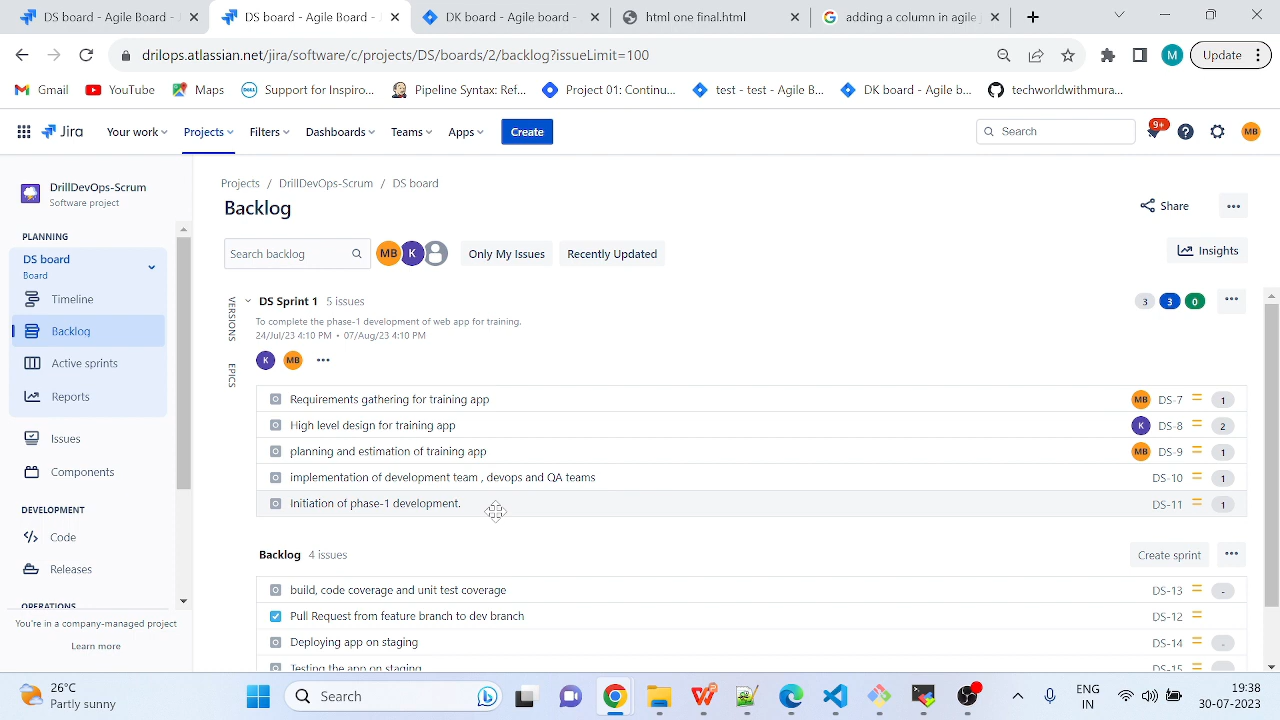 DS board - Agile Board -
DS board - Agile Board -
DK board - Agile board -
html one final.html
adding a column in agile
drilops.atlassian.net/jira/software/c/projects/DS/boards/2/backlog?issueLimit=100
M
Update
Gmail
YouTube
Maps
Support for Inspiro...
Pipeline Syntax: Ref...
Project 01: Continu...
test - test - Agile B...
DK board - Agile b...
techworldwithmura...
Jira
Your work
Projects
Filters
Dashboards
Teams
Apps
Create
Search
9+
MB
DrillDevOps-Scrum
Software project
PLANNING
DS board
Board
Timeline
Backlog
Active sprints
Reports
Issues
Components
DEVELOPMENT
Code
Releases
OPERATIONS
You're in a company-managed project
Learn more
Projects / DrillDevOps-Scrum / DS board
Backlog
Share
Search backlog
MB K
Only My Issues
Recently Updated
Insights
VERSIONS
EPICS
DS Sprint 1 5 issues
3 3 0
To complete the phase-1 development of web app for training.
24/Jul/23 4:10 PM • 07/Aug/23 4:10 PM
K MB
Requirements gathering for training app MB DS-7 1
High level design for training app K DS-8 2
planning and estimation of training app MB DS-9 1
implementation of development team , devops and QA teams DS-10 1
Initiation of phase-1 development. DS-11 1
Backlog 4 issues
Create sprint
build, code coverage and unit test coverage DS-13 -
Pull Request from feature branch to dev branch DS-12
Deploying app on staging DS-14 -
Testing the app on staging DS-15
26°C
Partly sunny
Search
ENG
IN
19:38
30-07-2023